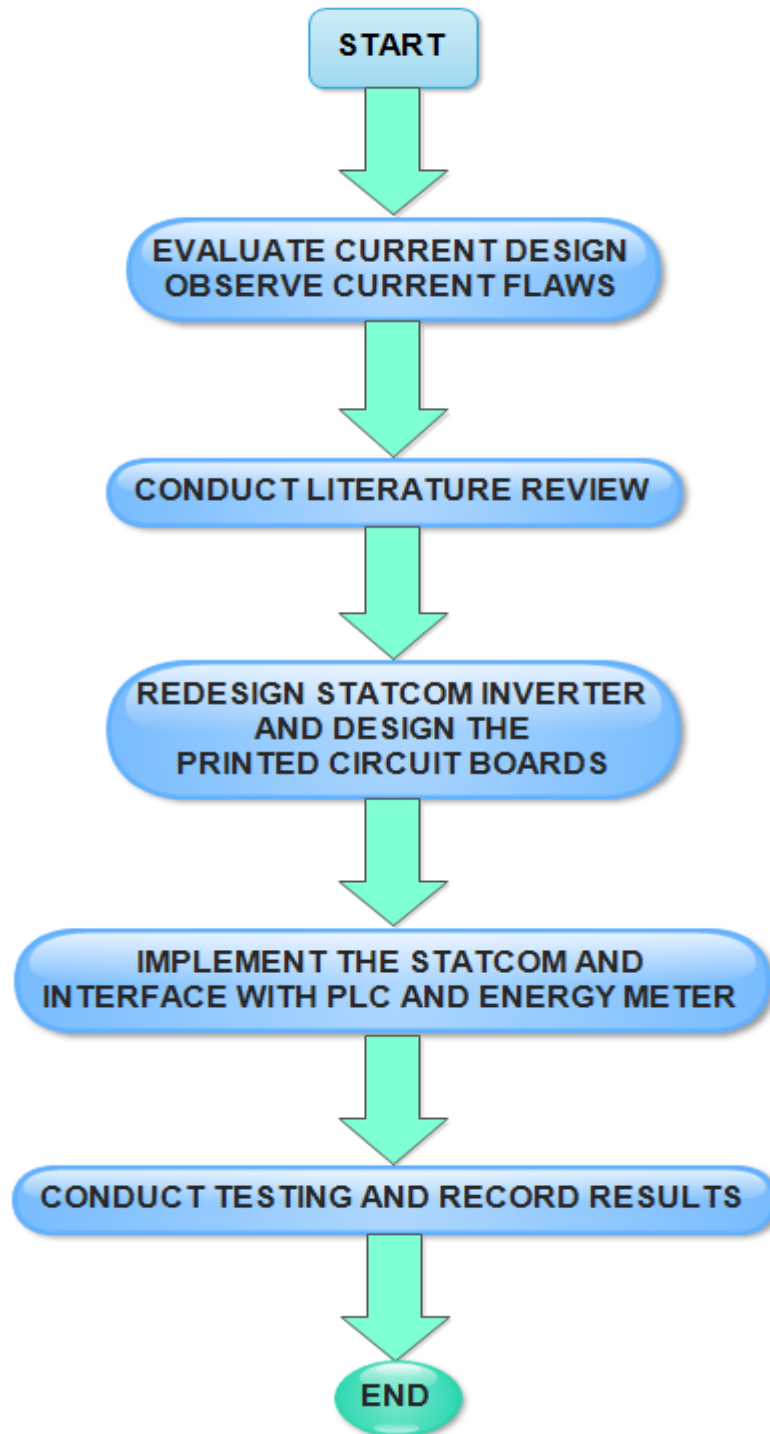 START
EVALUATE CURRENT DESIGN
OBSERVE CURRENT FLAWS
CONDUCT LITERATURE REVIEW
REDESIGN STATCOM INVERTER
AND DESIGN THE
PRINTED CIRCUIT BOARDS
IMPLEMENT THE STATCOM AND
INTERFACE WITH PLC AND ENERGY METER
CONDUCT TESTING AND RECORD RESULTS
END